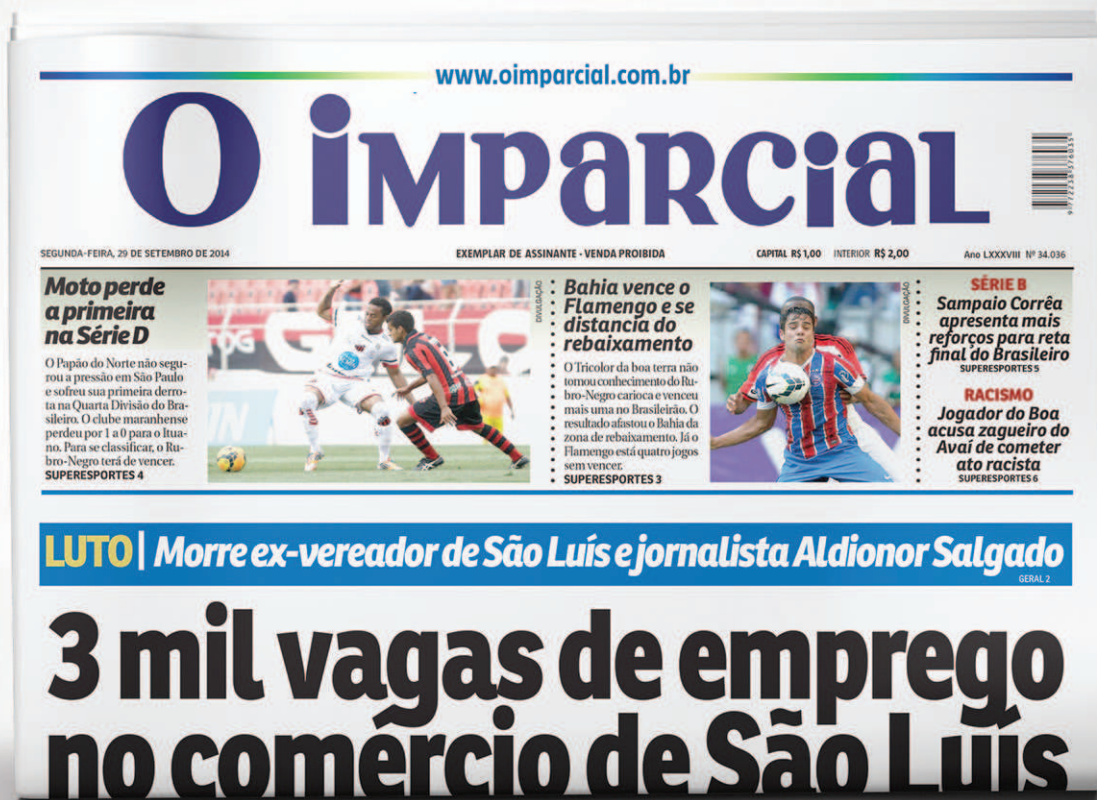 www.oimparcial.com.br
O imparcial
9 772238 576035
SEGUNDA-FEIRA, 29 DE SETEMBRO DE 2014
EXEMPLAR DE ASSINANTE - VENDA PROIBIDA
CAPITAL R$ 1,00 INTERIOR R$ 2,00
Ano LXXXVIII Nº 34.036
Moto perde
a primeira
na Série D
O Papão do Norte não segu-
rou a pressão em São Paulo
e sofreu sua primeira derro-
ta na Quarta Divisão do Bra-
sileiro. O clube maranhense
perdeu por 1 a 0 para o Itua-
no. Para se classificar, o Ru-
bro-Negro terá de vencer.
SUPERESPORTES 4
DIVULGAÇÃO
Bahia vence o
Flamengo e se
distancia do
rebaixamento
O Tricolor da boa terra não
tomou conhecimento do Ru-
bro-Negro carioca e venceu
mais uma no Brasileirão. O
resultado afastou o Bahia da
zona de rebaixamento. Já o
Flamengo está quatro jogos
sem vencer.
SUPERESPORTES 3
DIVULGAÇÃO
SÉRIE B
Sampaio Corrêa
apresenta mais
reforços para reta
final do Brasileiro
SUPERESPORTES 5
RACISMO
Jogador do Boa
acusa zagueiro do
Avaí de cometer
ato racista
SUPERESPORTES 6
LUTO | Morre ex-vereador de São Luís e jornalista Aldionor Salgado
GERAL 2
3 mil vagas de emprego
no comércio de São Luís